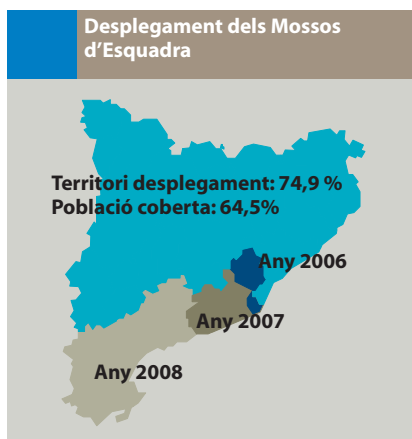 Desplegament dels Mossos
d’Esquadra
Territori desplegament: 74,9 %
Població coberta: 64,5%
Any 2006
Any 2007
Any 2008